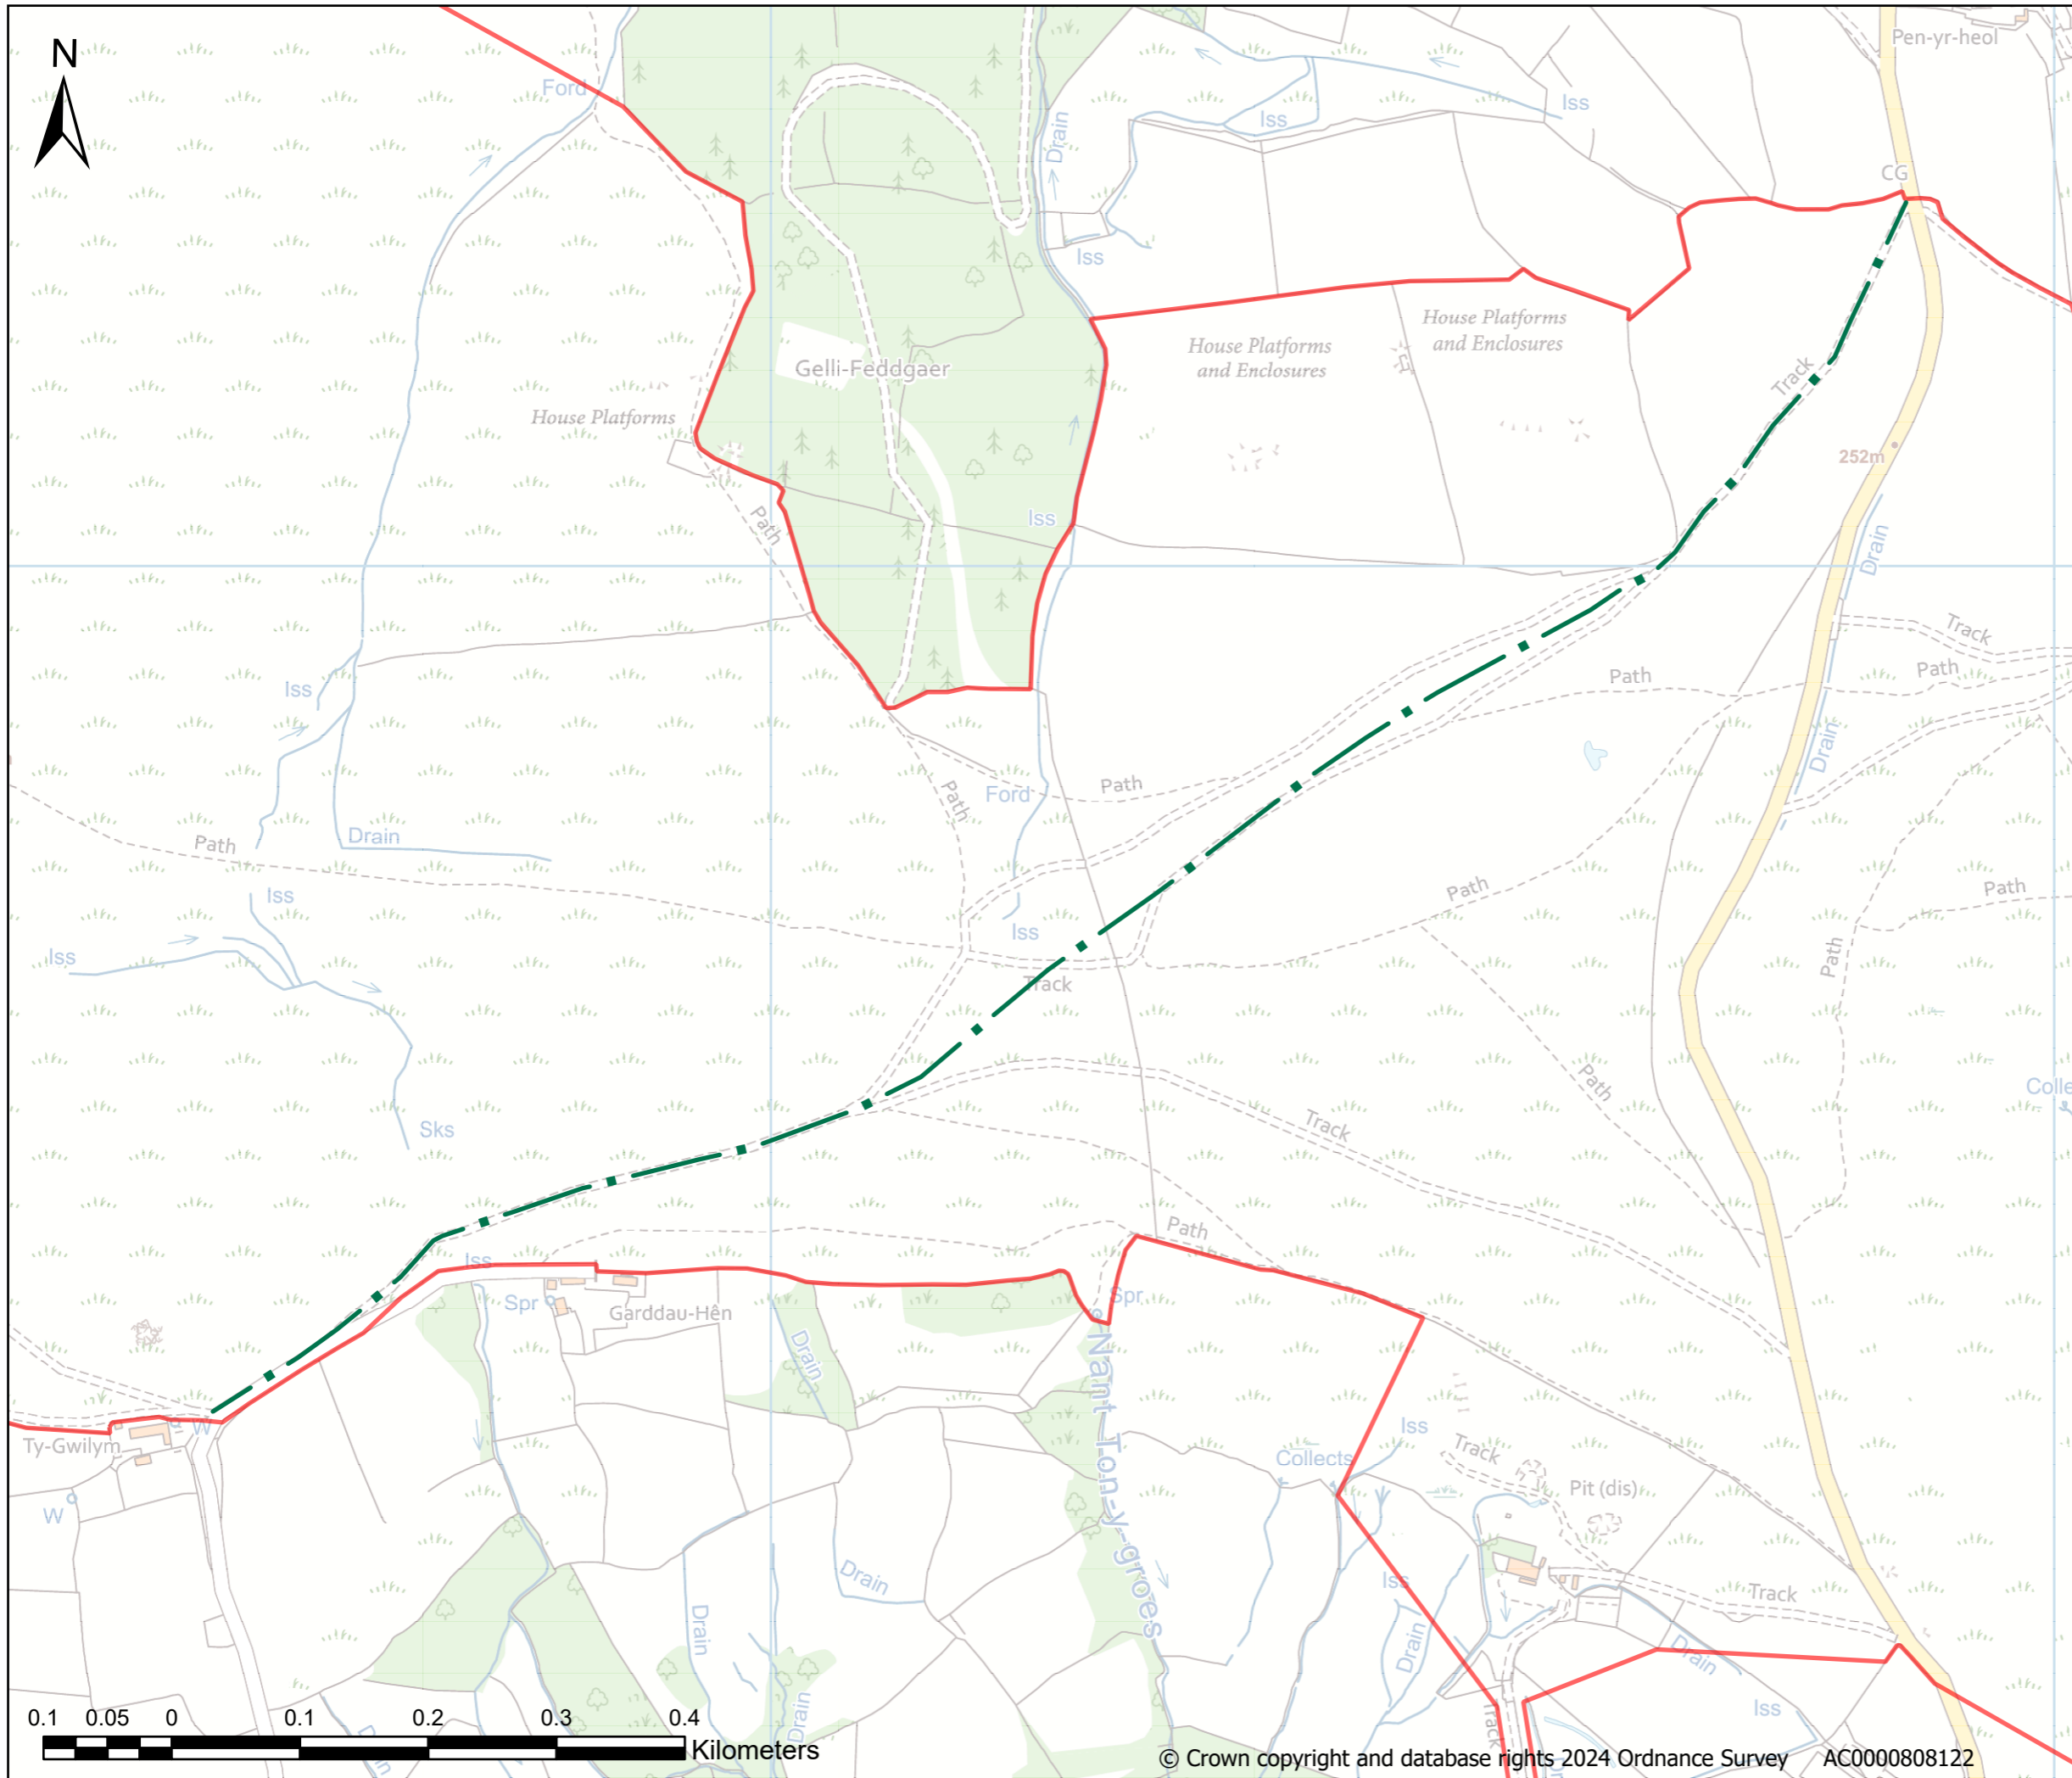 N
Ford
Pen-yr-heol
Drain
Iss
Iss
CG
Iss
House Platforms
and Enclosures
House Platforms
and Enclosures
Gelli-Feddgaer
Track
House Platforms
252m
Path
Iss
Drain
Track
Iss
Path
Path
Drain
Path
Path
Ford
Drain
Path
Iss
Path
Path
Iss
Iss
Path
Track
Path
Colle
Sks
Track
Path
Iss
Spr
Garddau-Hên
Spr
Drain
Nant Ton-y-groes
Ty-Gwilym
W
Iss
Track
Collects
Pit (dis)
W
Drain
Iss
Track
Drain
Drain
Drain
Drain
Iss
Track
0.1 0.05 0 0.1 0.2 0.3 0.4
Kilometers
© Crown copyright and database rights 2024 Ordnance Survey AC0000808122